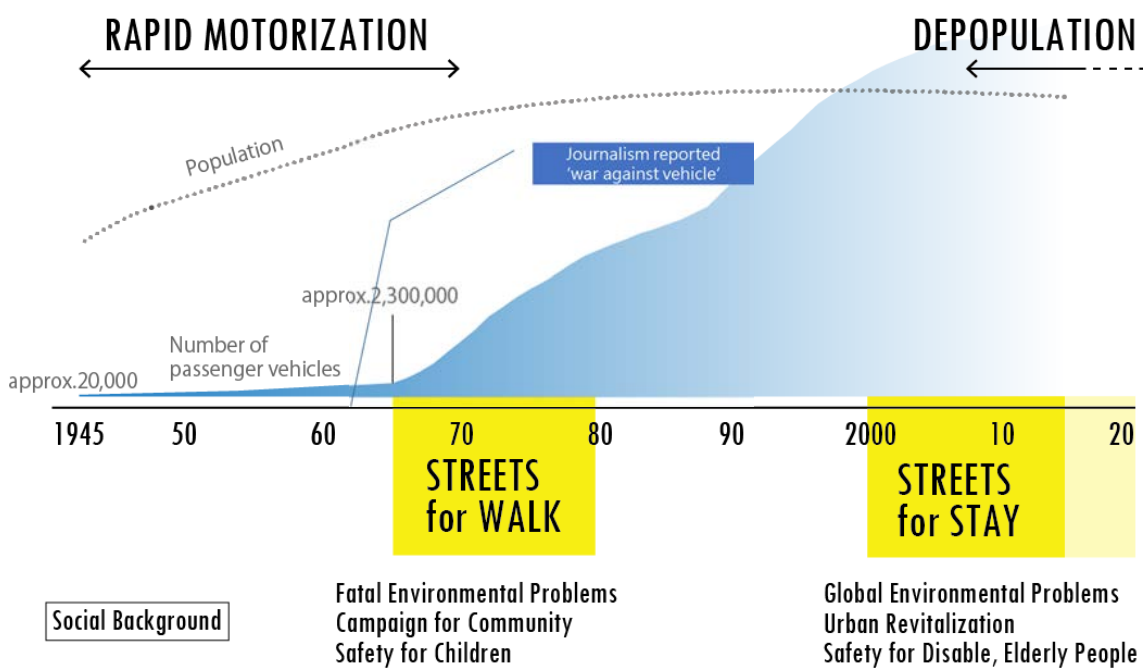 RAPID MOTORIZATION
DEPOPULATION
Population
Journalism reported
'war against vehicle'
approx.2,300,000
Number of
passenger vehicles
approx.20,000
1945 50 60 70 80 90 2000 10 20
STREETS
for WALK
STREETS
for STAY
Social Background
Fatal Environmental Problems
Campaign for Community
Safety for Children
Global Environmental Problems
Urban Revitalization
Safety for Disable, Elderly People